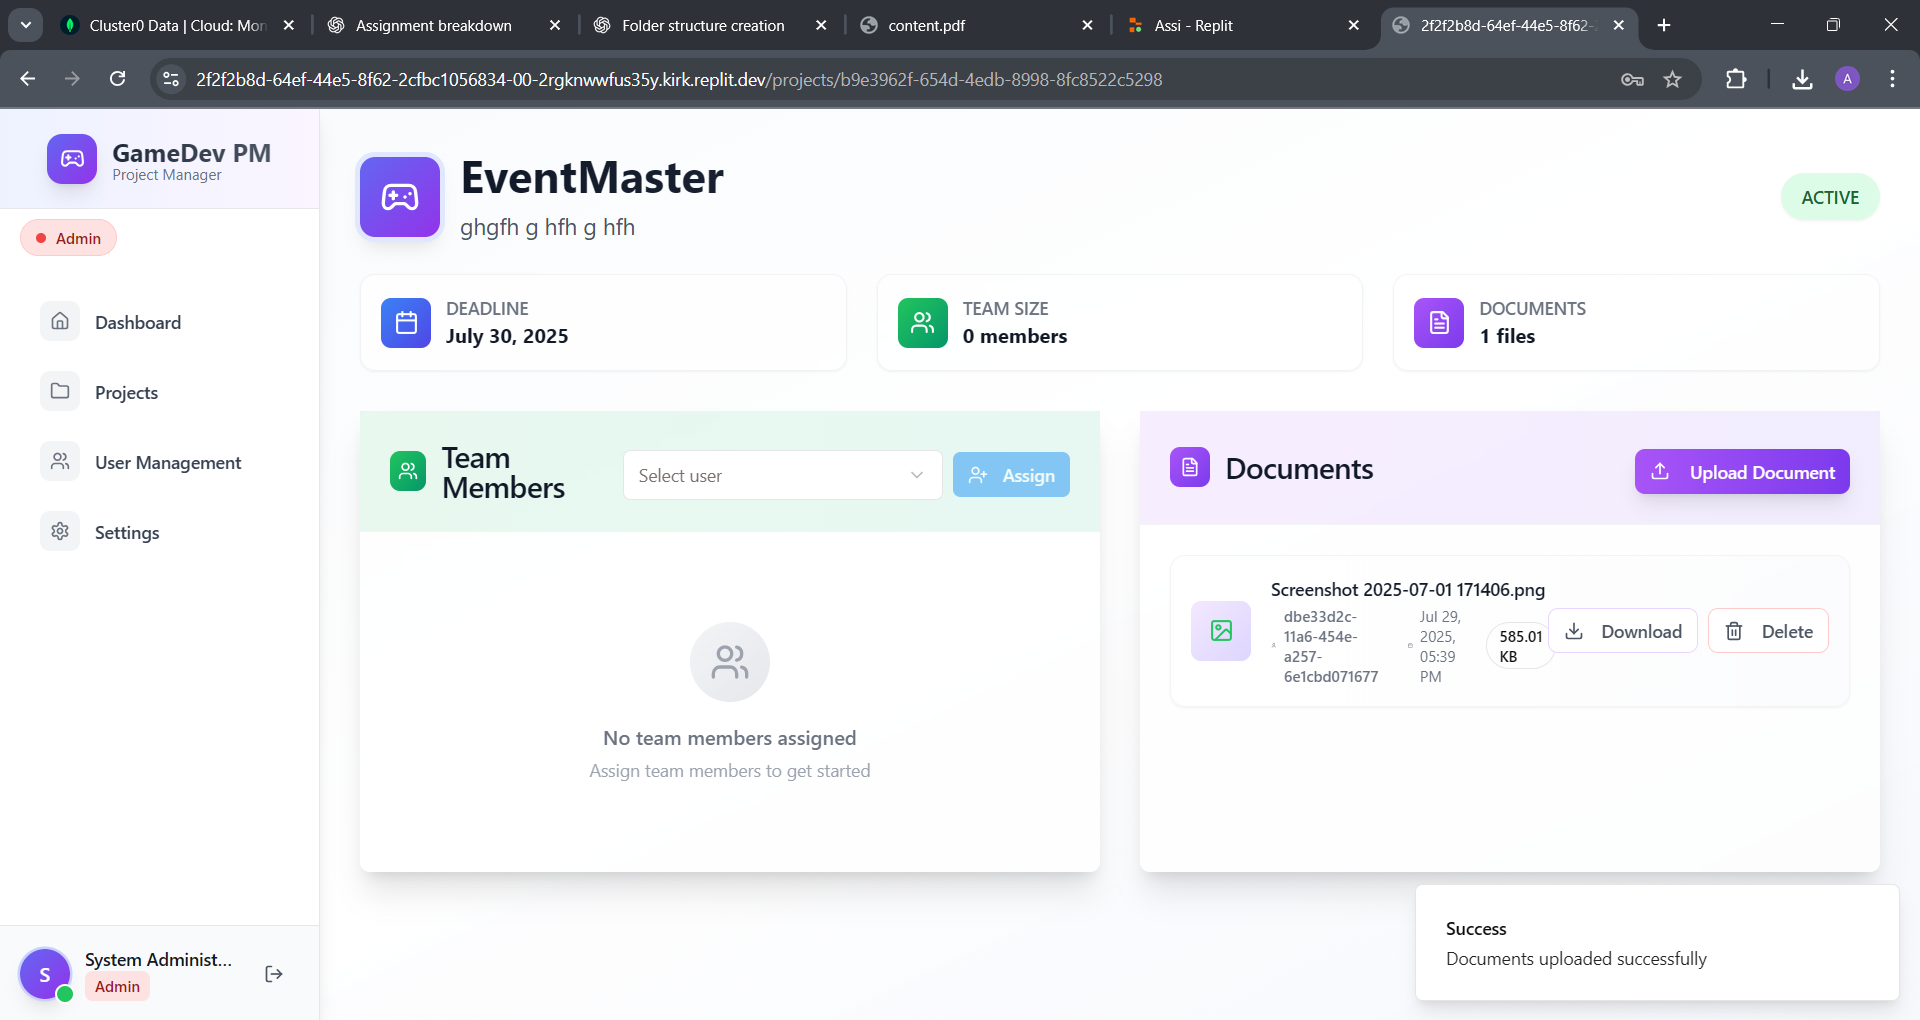 Cluster0 Data | Cloud: Mon
Assignment breakdown
Folder structure creation
content.pdf
Assi - Replit
2f2f2b8d-64ef-44e5-8f62-
2f2f2b8d-64ef-44e5-8f62-2cfbc1056834-00-2rgknwwfus35y.kirk.replit.dev/projects/b9e3962f-654d-4edb-8998-8fc8522c5298
A
GameDev PM
Project Manager
Admin
Dashboard
Projects
User Management
Settings
S
System Administ...
Admin
EventMaster
ghgfh g hfh g hfh
ACTIVE
DEADLINE
July 30, 2025
TEAM SIZE
0 members
DOCUMENTS
1 files
Team
Members
Select user
Assign
No team members assigned
Assign team members to get started
Documents
Upload Document
Screenshot 2025-07-01 171406.png
dbe33d2c-
11a6-454e-
a257-
6e1cbd071677
Jul 29,
2025,
05:39
PM
585.01
KB
Download
Delete
Success
Documents uploaded successfully